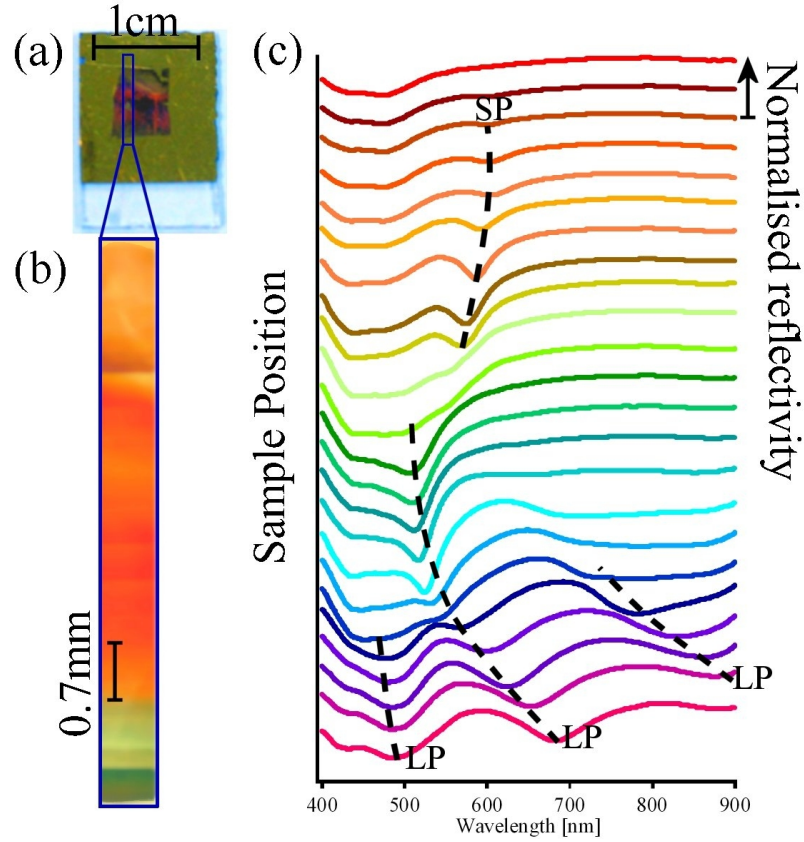 (a)
1cm
(b)
0.7mm
(c)
SP
LP
LP
LP
Sample Position
Normalised reflectivity
400 500 600 700 800 900
Wavelength [nm]